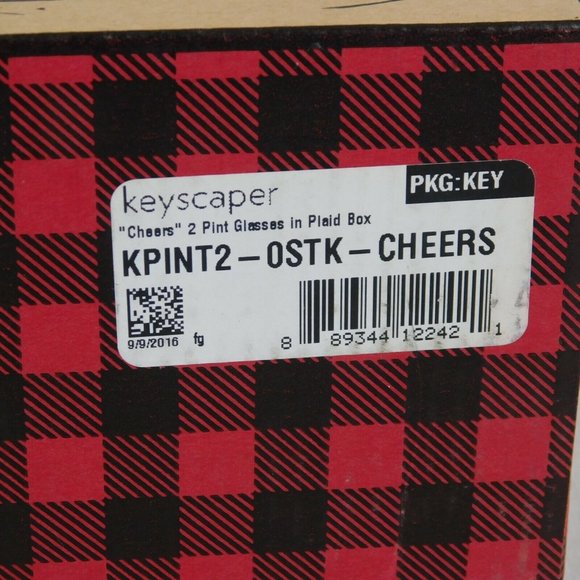 keyscaper
PKG:KEY
"Cheers" 2 Pint Glasses in Plaid Box
KPINT2-0STK-CHEERS
9/9/2016 fg
8 89344 12242 1